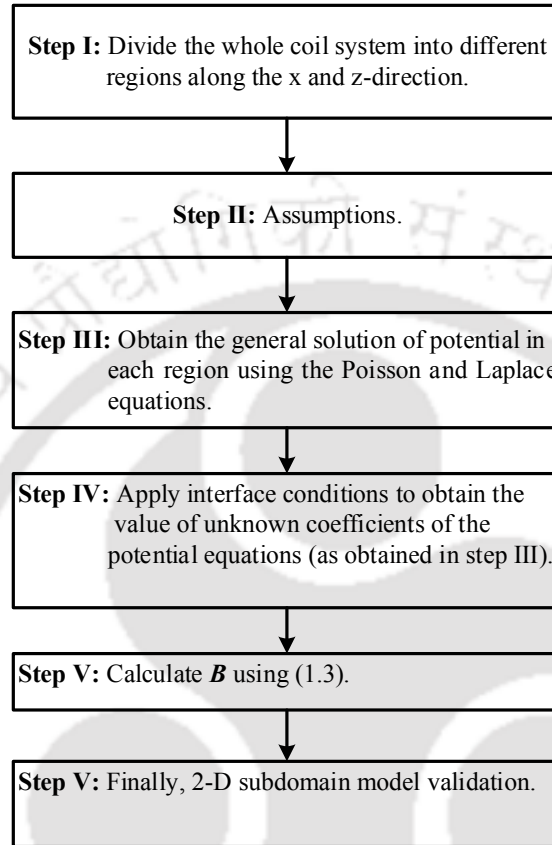 Step I: Divide the whole coil system into different
regions along the x and z-direction.
Step II: Assumptions.
Step III: Obtain the general solution of potential in
each region using the Poisson and Laplace
equations.
Step IV: Apply interface conditions to obtain the
value of unknown coefficients of the
potential equations (as obtained in step III).
Step V: Calculate B using (1.3).
Step V: Finally, 2-D subdomain model validation.